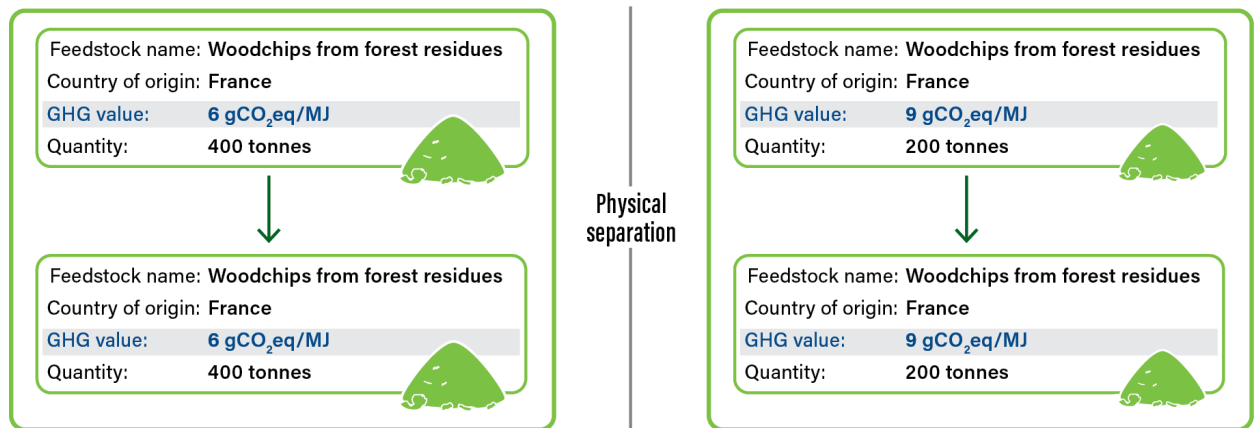 Feedstock name: Woodchips from forest residues
Country of origin: France
GHG value: 6 gCO₂eq/MJ
Quantity: 400 tonnes
Feedstock name: Woodchips from forest residues
Country of origin: France
GHG value: 6 gCO₂eq/MJ
Quantity: 400 tonnes
Physical
separation
Feedstock name: Woodchips from forest residues
Country of origin: France
GHG value: 9 gCO₂eq/MJ
Quantity: 200 tonnes
Feedstock name: Woodchips from forest residues
Country of origin: France
GHG value: 9 gCO₂eq/MJ
Quantity: 200 tonnes